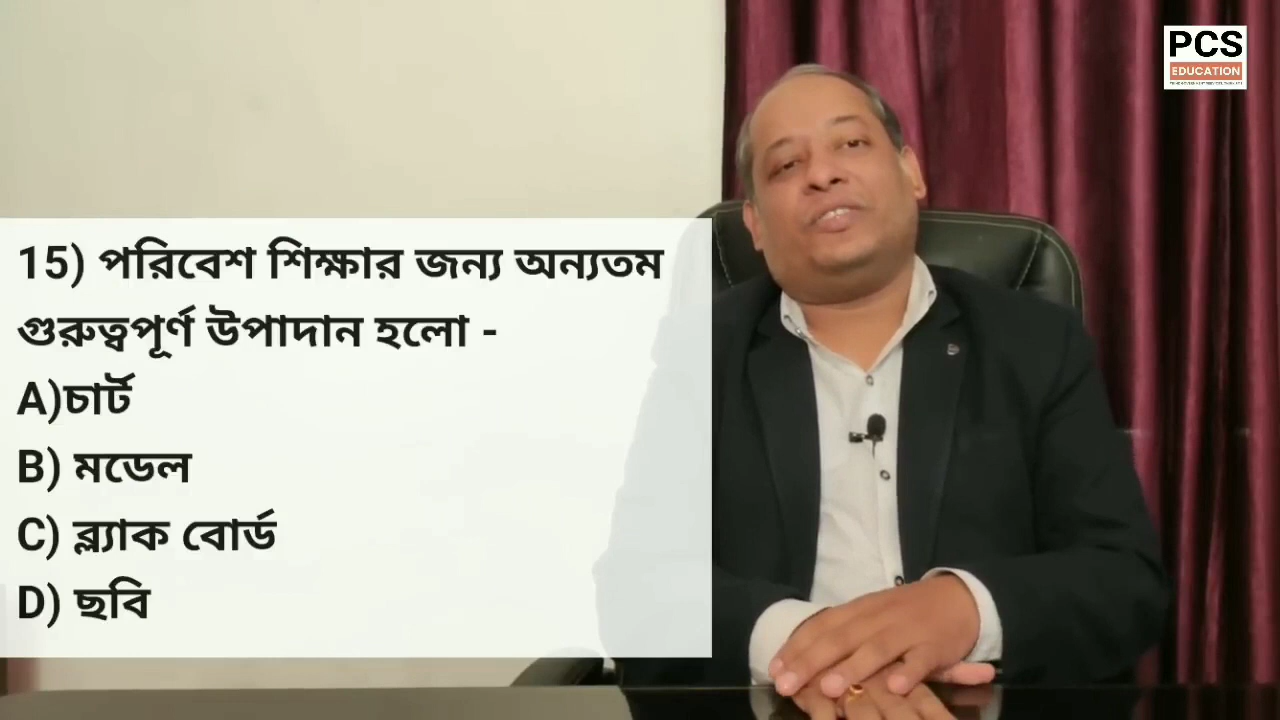 PCS
EDUCATION
15) পরিবেশ শিক্ষার জন্য অন্যতম
গুরুত্বপূর্ণ উপাদান হলো -
A)চার্ট
B) মডেল
C) ব্ল্যাক বোর্ড
D) ছবি